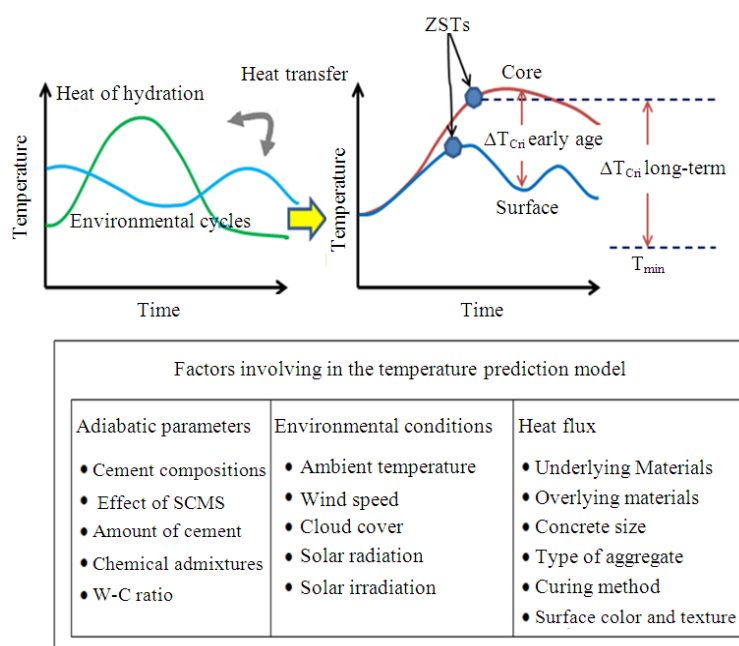 ZSTs
Heat transfer
Core
Heat of hydration
ΔT_Cri early age
ΔT_Cri long-term
Temperature
Temperature
Environmental cycles
Surface
T_min
Time
Time
Factors involving in the temperature prediction model
Adiabatic parameters
• Cement compositions
• Effect of SCMS
• Amount of cement
• Chemical admixtures
• W-C ratio
Environmental conditions
• Ambient temperature
• Wind speed
• Cloud cover
• Solar radiation
• Solar irradiation
Heat flux
• Underlying Materials
• Overlying materials
• Concrete size
• Type of aggregate
• Curing method
• Surface color and texture